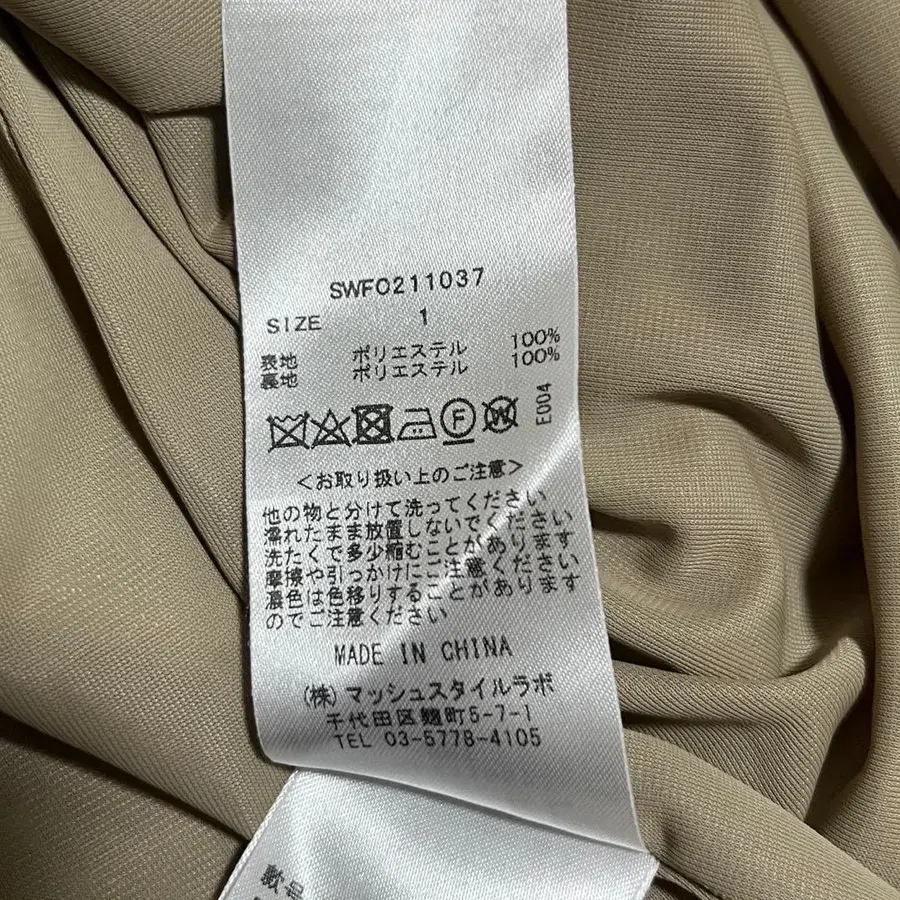 SWFO211037
SIZE 1
表地 ポリエステル 100%
裏地 ポリエステル 100%
F W E004
<お取り扱い上のご注意>
他の物と分けて洗ってください
濡れたまま放置しないでください
洗たくで多少縮むことがあります
摩擦や引っかけにご注意ください
濃色は色移りすることがあります
のでご注意ください
MADE IN CHINA
(株)マッシュスタイルラボ
千代田区麹町5-7-1
TEL 03-5778-4105
款号